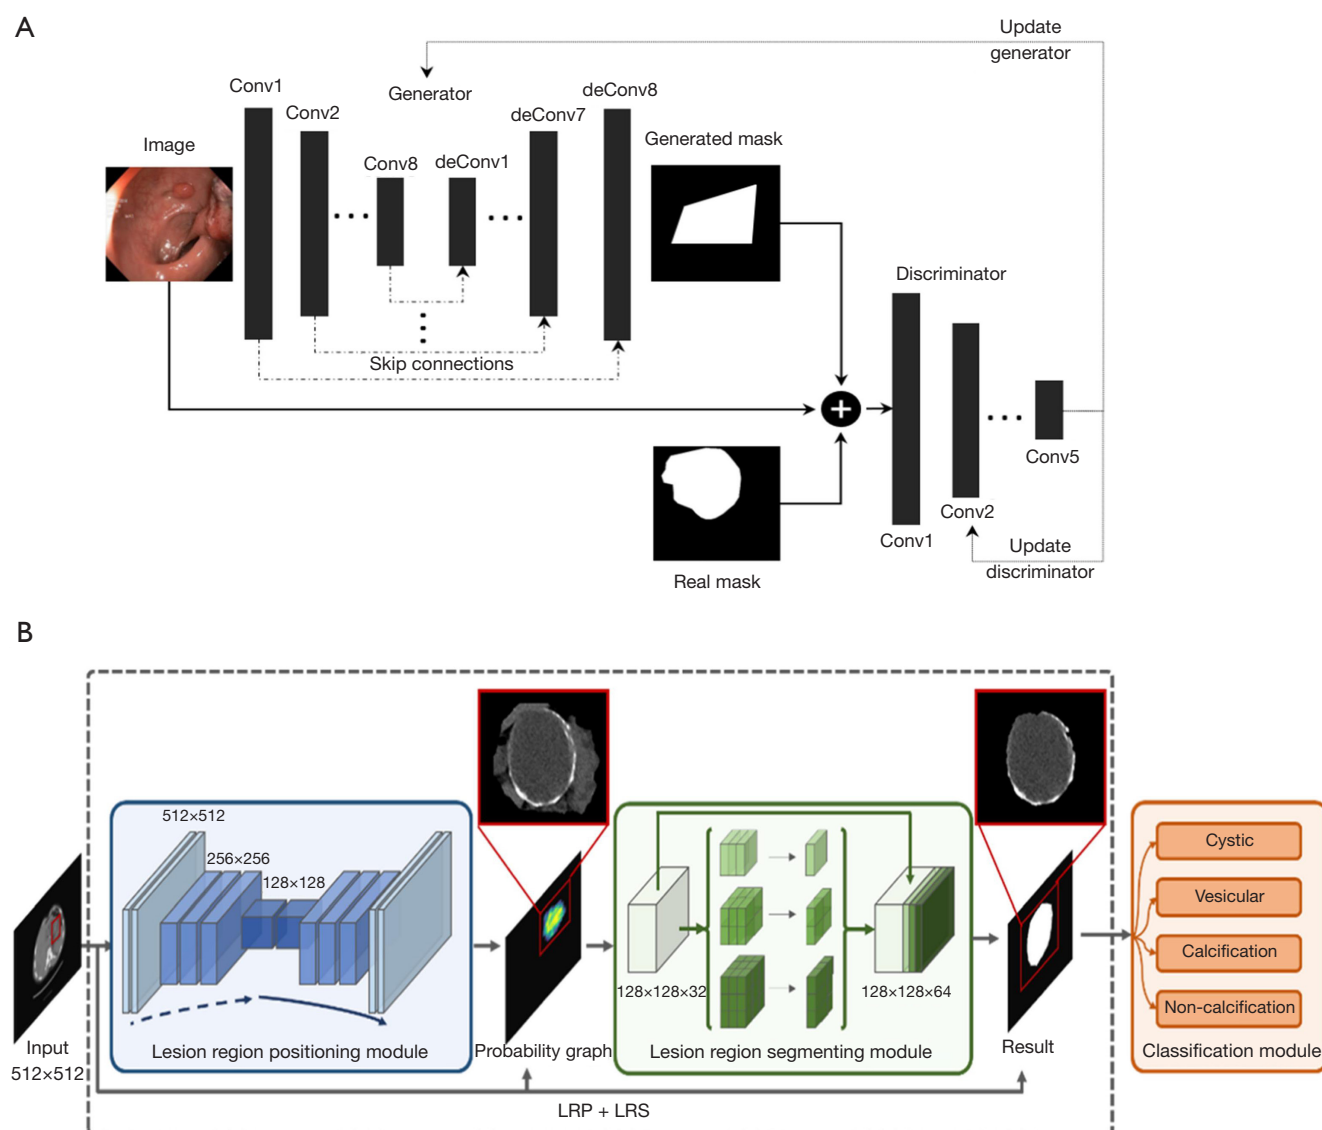 A
Update
generator
Generator
Conv1
Conv2
Conv8
deConv1
deConv7
deConv8
Image
Generated mask
Discriminator
Skip connections
Conv5
Conv2
Conv1
Update
discriminator
Real mask
B
512×512
256×256
128×128
Lesion region positioning module
Input
512×512
Probability graph
128×128×32
128×128×64
Lesion region segmenting module
Result
Cystic
Vesicular
Calcification
Non-calcification
Classification module
LRP + LRS